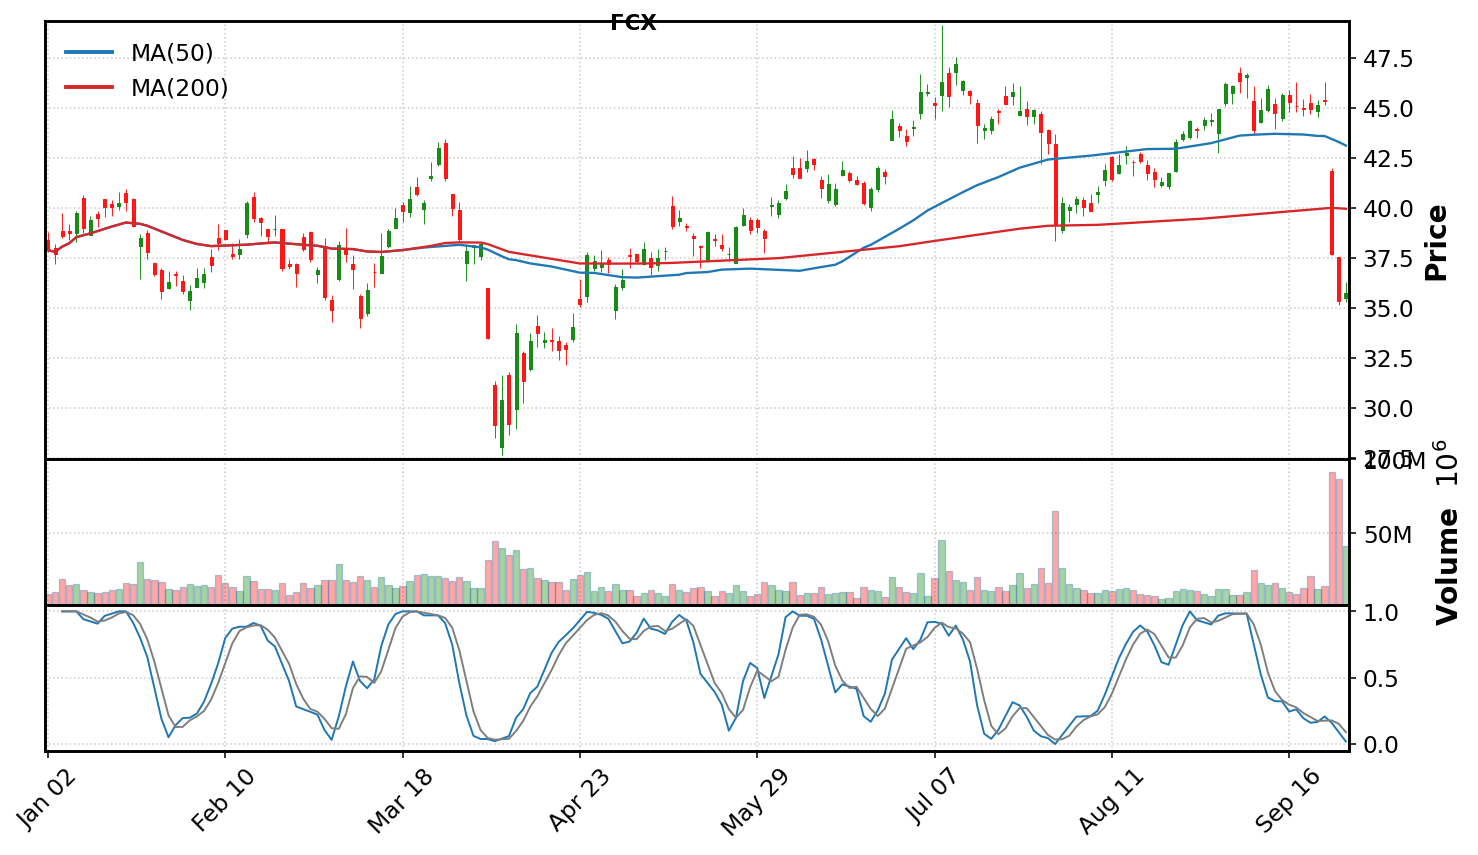 FCX
MA(50)
MA(200)
47.5
45.0
42.5
40.0
37.5
35.0
32.5
30.0
27.5
Price
100M
50M
Volume 10^6
1.0
0.5
0.0
Jan 02
Feb 10
Mar 18
Apr 23
May 29
Jul 07
Aug 11
Sep 16